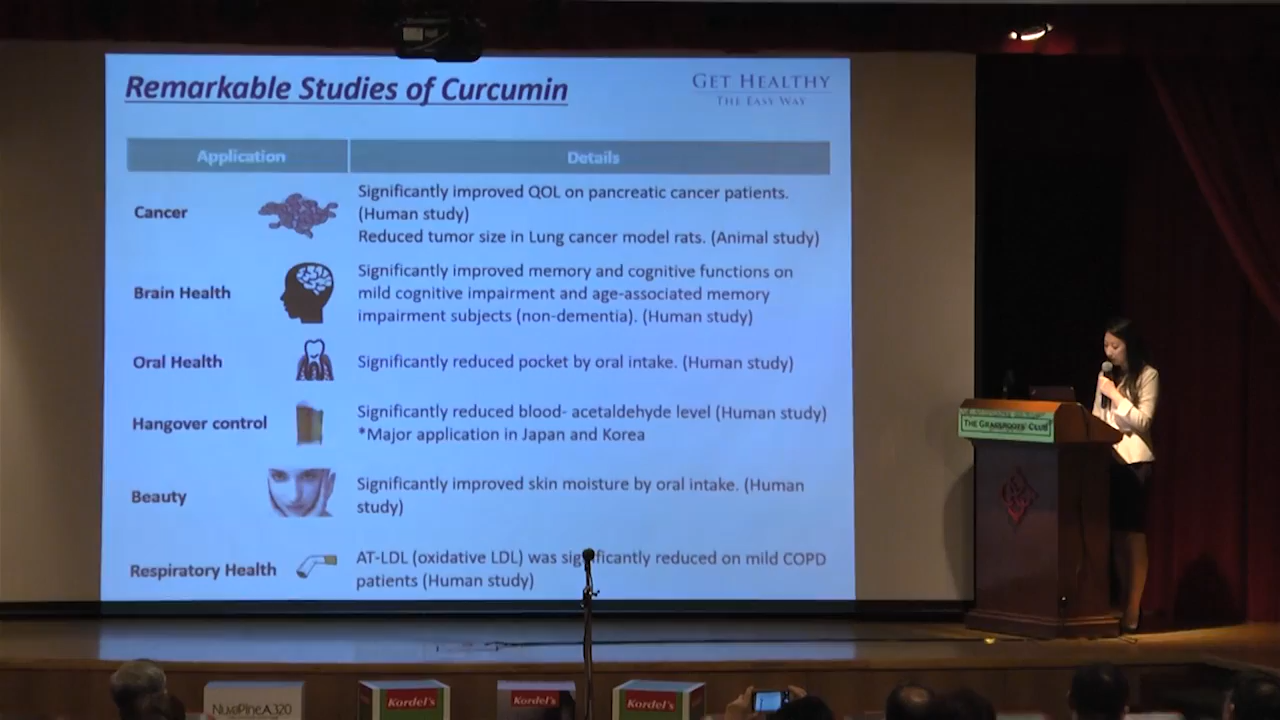 Remarkable Studies of Curcumin
GET HEALTHY
THE EASY WAY
Application
Details
Cancer
Significantly improved QOL on pancreatic cancer patients.
(Human study)
Reduced tumor size in Lung cancer model rats. (Animal study)
Brain Health
Significantly improved memory and cognitive functions on
mild cognitive impairment and age-associated memory
impairment subjects (non-dementia). (Human study)
Oral Health
Significantly reduced pocket by oral intake. (Human study)
Hangover control
Significantly reduced blood- acetaldehyde level (Human study)
*Major application in Japan and Korea
Beauty
Significantly improved skin moisture by oral intake. (Human
study)
Respiratory Health
AT-LDL (oxidative LDL) was significantly reduced on mild COPD
patients (Human study)
THE GRASSROOTS' CLUB
Kordel's
Kordel's
Kordel's